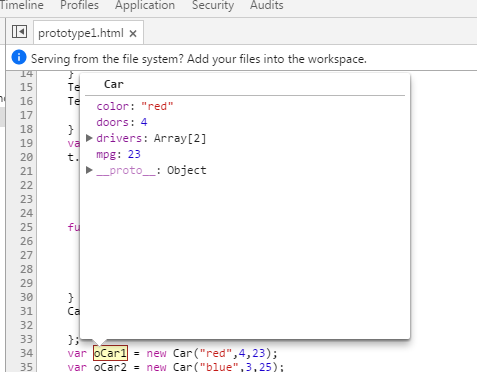 Timeline Profiles Application Security Audits
prototype1.html ×
Serving from the file system? Add your files into the workspace.
Car
color: "red"
doors: 4
drivers: Array[2]
mpg: 23
__proto__: Object
14 }
15 Te
16 Te
17
18 }
19 va
20 t.
21
22
23
24
25 fu
26
27
28
29
30 }
31 Ca
32
33 };
34 var oCar1 = new Car("red",4,23);
35 var oCar2 = new Car("blue",3,25);